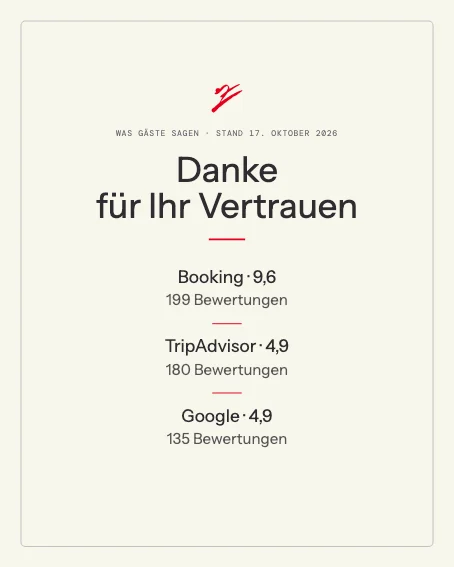 WAS GÄSTE SAGEN · STAND 17. OKTOBER 2026
Danke
für Ihr Vertrauen
Booking · 9,6
199 Bewertungen
TripAdvisor · 4,9
180 Bewertungen
Google · 4,9
135 Bewertungen